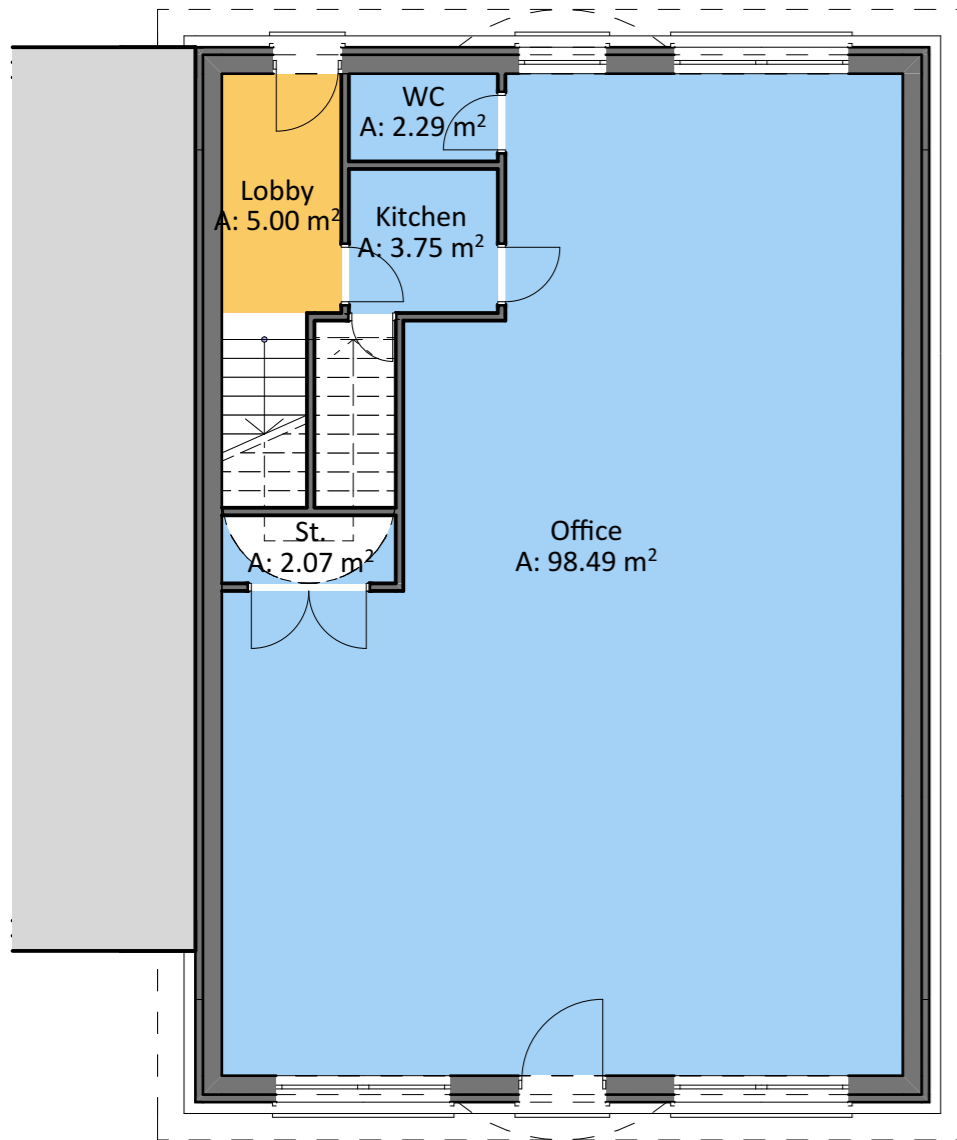 WC
A: 2.29 m²
Lobby
A: 5.00 m²
Kitchen
A: 3.75 m²
St.
A: 2.07 m²
Office
A: 98.49 m²